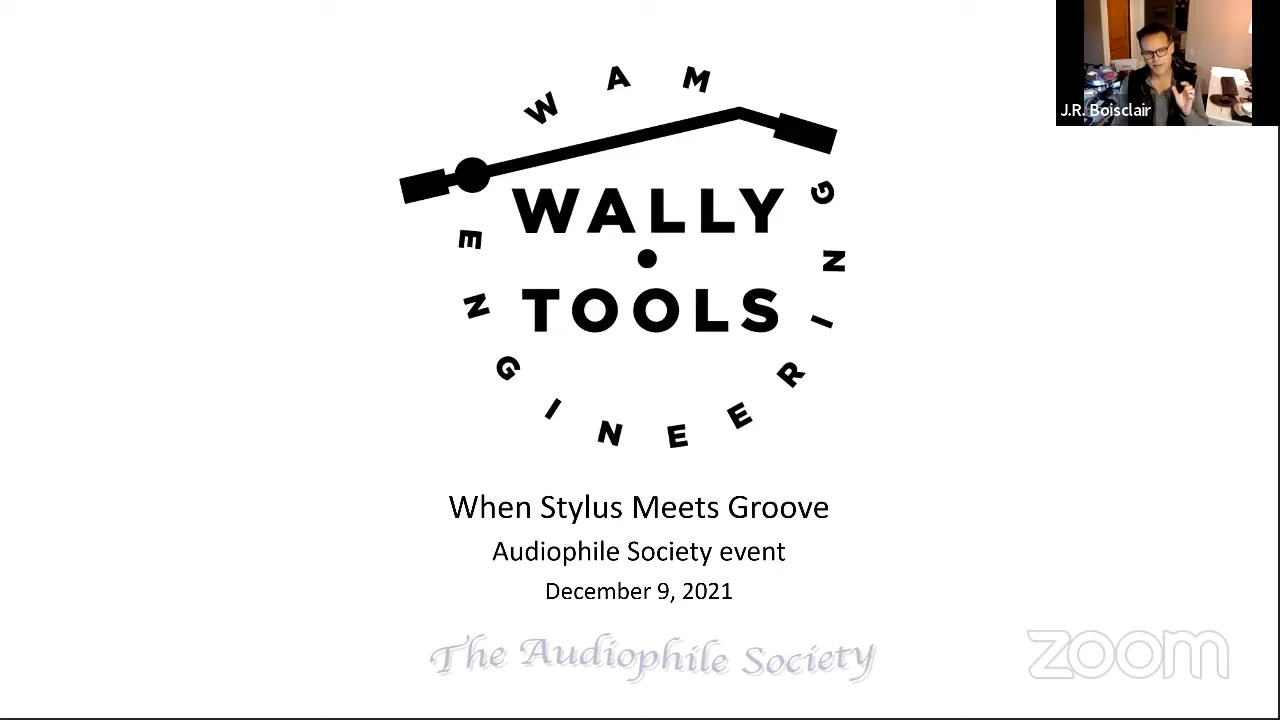 WAM
WALLY
TOOLS
ENGINEERING
When Stylus Meets Groove
Audiophile Society event
December 9, 2021
The Audiophile Society
zoom
J.R. Boisclair